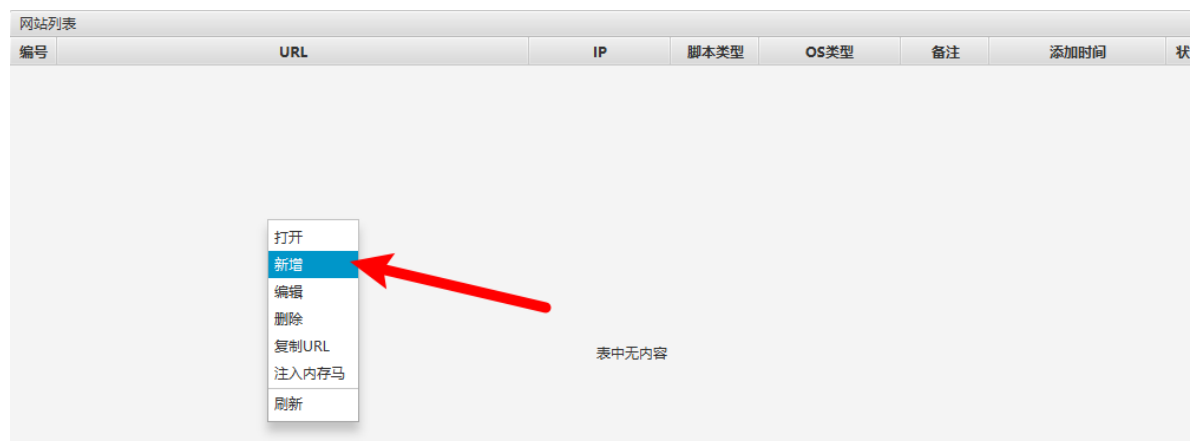 网站列表
编号 URL IP 脚本类型 OS类型 备注 添加时间 状
打开
新增
编辑
删除
复制URL
表中无内容
注入内存马
刷新